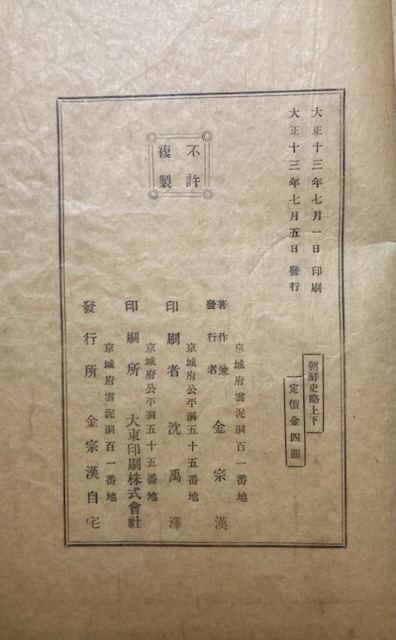 大正十三年七月一日印刷
大正十三年七月五日發行
朝鮮史略上下
定價金四圓
京城府雲泥洞百一番地
著作兼
發行者 金宗漢
京城府公平洞五十五番地
印刷者 沈禹澤
京城府公平洞五十五番地
印刷所 大東印刷株式會社
京城府雲泥洞百一番地
發行所 金宗漢自宅
不許
複製